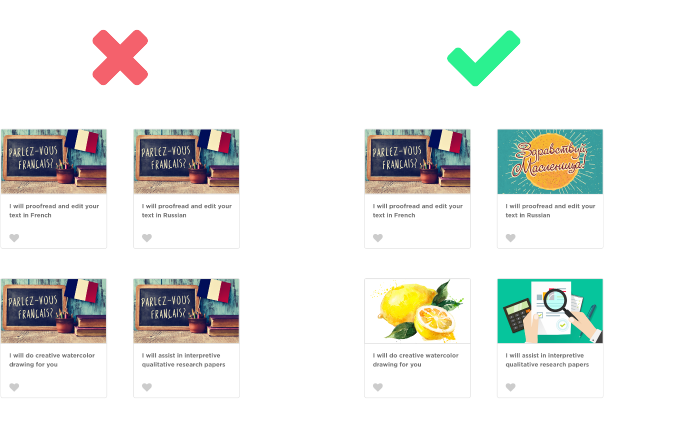 PARLEZ-VOUS
FRANÇAIS?
I will proofread and edit your
text in French
PARLEZ-VOUS
FRANÇAIS?
I will proofread and edit your
text in Russian
PARLEZ-VOUS
FRANÇAIS?
I will do creative watercolor
drawing for you
PARLEZ-VOUS
FRANÇAIS?
I will assist in interpretive
qualitative research papers
PARLEZ-VOUS
FRANÇAIS?
I will proofread and edit your
text in French
Здравствуй,
Масленица!
I will proofread and edit your
text in Russian
I will do creative watercolor
drawing for you
I will assist in interpretive
qualitative research papers